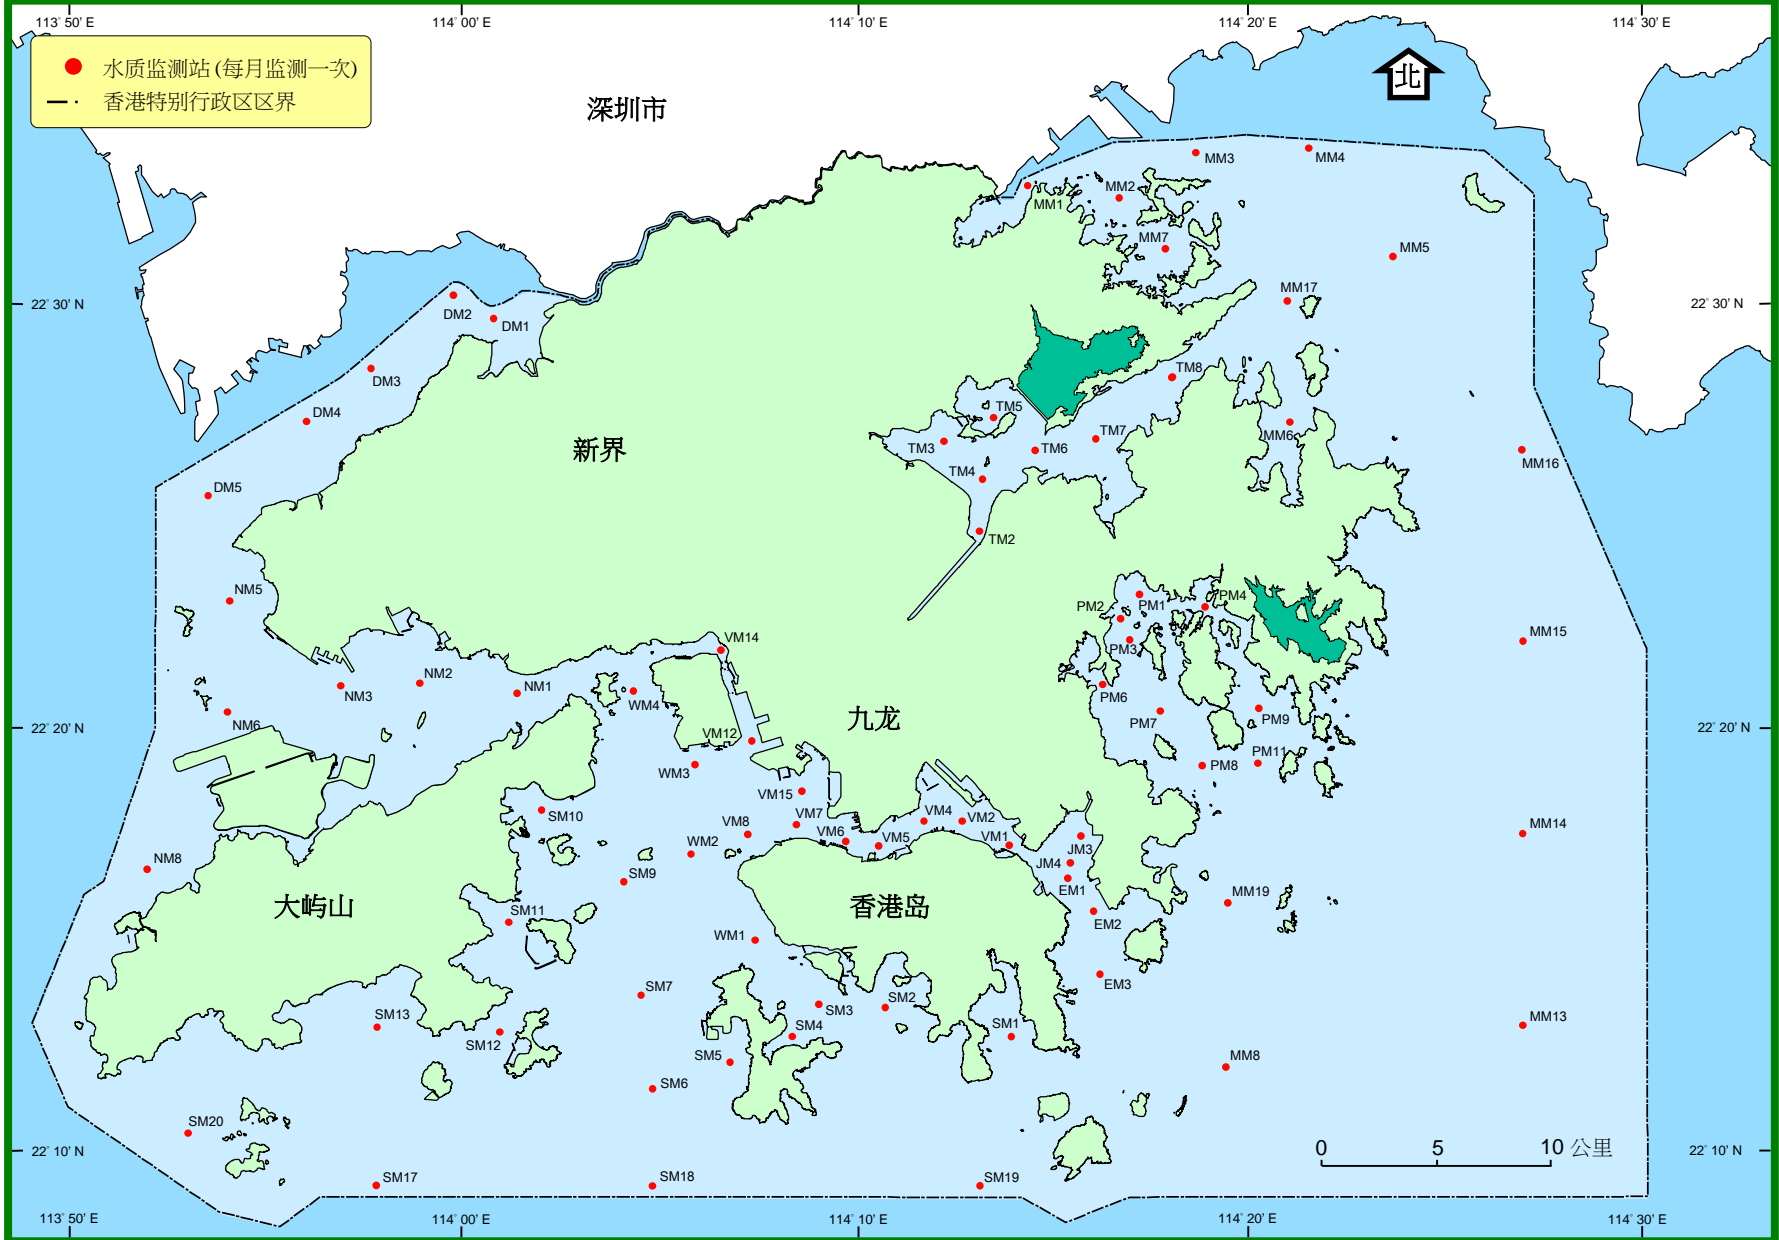 113° 50' E
114° 00' E
114° 10' E
114° 20' E
114° 30' E
水质监测站 (每月监测一次)
香港特别行政区区界
北
深圳市
MM3
MM4
MM2
MM1
MM7
MM5
22° 30' N
22° 30' N
MM17
DM2
DM1
DM3
TM8
DM4
TM5
TM7
MM6
TM3
TM6
新界
MM16
TM4
DM5
TM2
NM5
PM4
PM2
PM1
MM15
VM14
PM3
NM2
NM1
NM3
WM4
PM6
PM7
PM9
九龙
NM6
22° 20' N
22° 20' N
VM12
PM11
WM3
PM8
VM15
SM10
VM7
VM4
VM2
VM8
VM6
VM5
VM1
MM14
WM2
JM3
JM4
NM8
SM9
EM1
MM19
大屿山
香港岛
SM11
EM2
WM1
EM3
SM7
SM2
SM3
SM13
SM4
SM1
MM13
SM12
SM5
MM8
SM6
SM20
22° 10' N
22° 10' N
0 5 10 公里
SM17
SM18
SM19
113° 50' E
114° 00' E
114° 10' E
114° 20' E
114° 30' E